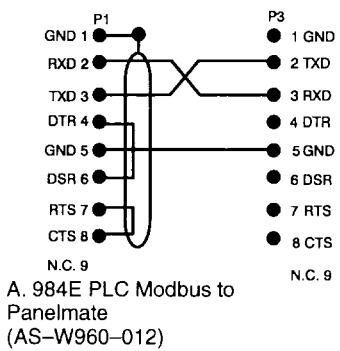 P1 P3
GND 1 1 GND
RXD 2 2 TXD
TXD 3 3 RXD
DTR 4 4 DTR
GND 5 5 GND
DSR 6 6 DSR
RTS 7 7 RTS
CTS 8 8 CTS
N.C. 9 N.C. 9
A. 984E PLC Modbus to
Panelmate
(AS–W960–012)